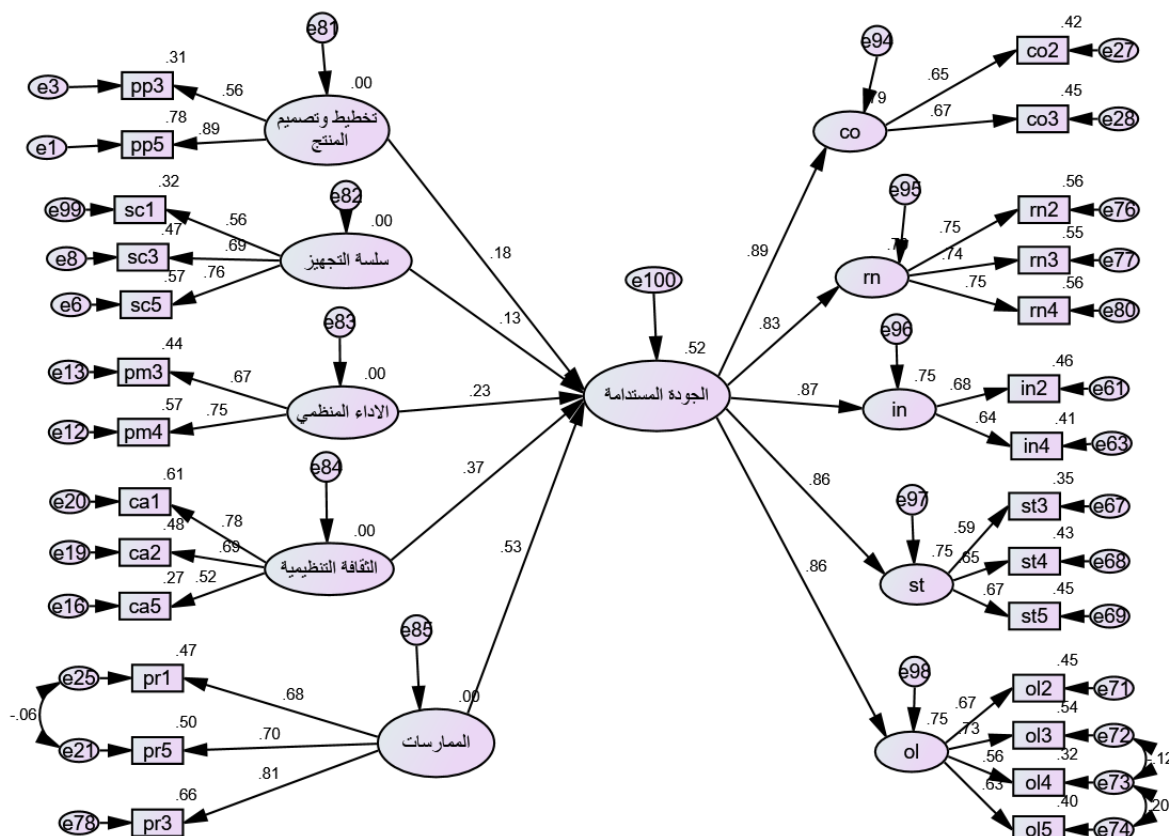 e81
.00
تخطيط وتصميم
المنتج
.31
e3
pp3
.56
.78
e1
pp5
.89
e82
.00
سلسة التجهيز
.32
e99
sc1
.56
.47
e8
sc3
.69
.57
e6
sc5
.76
e83
.00
الاداء المنظمي
.44
e13
pm3
.67
.57
e12
pm4
.75
e84
.00
الثقافة التنظيمية
.61
e20
ca1
.78
.48
e19
ca2
.69
.27
e16
ca5
.52
e85
.00
الممارسات
.47
e25
pr1
.68
-.06
.50
e21
pr5
.70
.66
e78
pr3
.81
.18
.13
.23
.37
.53
e100
.52
الجودة المستدامة
.89
.83
.87
.86
.86
e94
co
.65
.42
co2
e27
.67
.45
co3
e28
e95
rn
.75
.56
rn2
e76
.74
.55
rn3
e77
.75
.56
rn4
e80
e96
.75
in
.68
.46
in2
e61
.64
.41
in4
e63
e97
.75
st
.59
.35
st3
e67
.65
.43
st4
e68
.67
.45
st5
e69
e98
.75
ol
.67
.45
ol2
e71
.73
.54
ol3
e72
.56
.32
ol4
e73
.63
.40
ol5
e74
.20